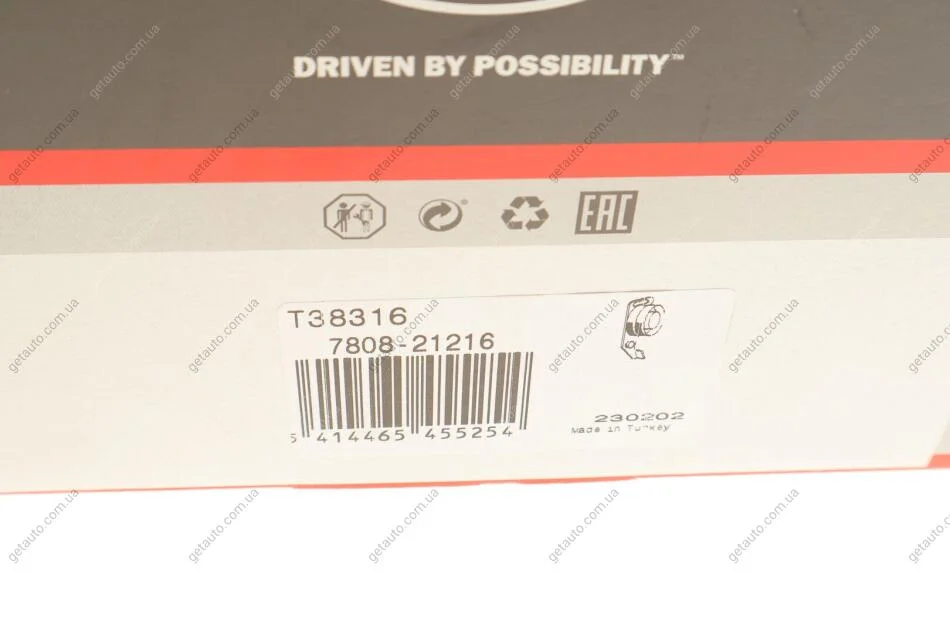 DRIVEN BY POSSIBILITY™
EAC
T38316
7808-21216
5 414465 455254
230202
Made in Turkey
getauto.com.ua